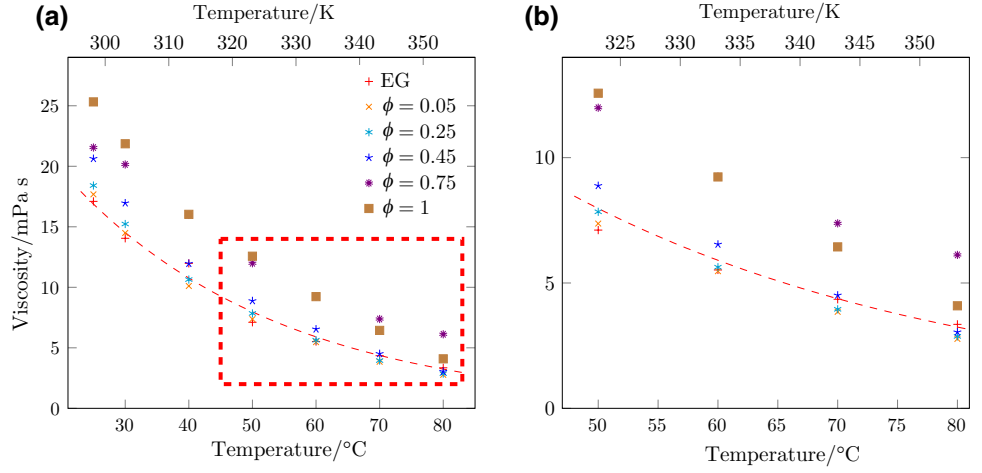 (a)
Temperature/K
300 310 320 330 340 350
EG
ϕ = 0.05
ϕ = 0.25
ϕ = 0.45
ϕ = 0.75
ϕ = 1
Viscosity/mPa s
25
20
15
10
5
0
30 40 50 60 70 80
Temperature/°C
(b)
Temperature/K
325 330 335 340 345 350
10
5
0
50 55 60 65 70 75 80
Temperature/°C